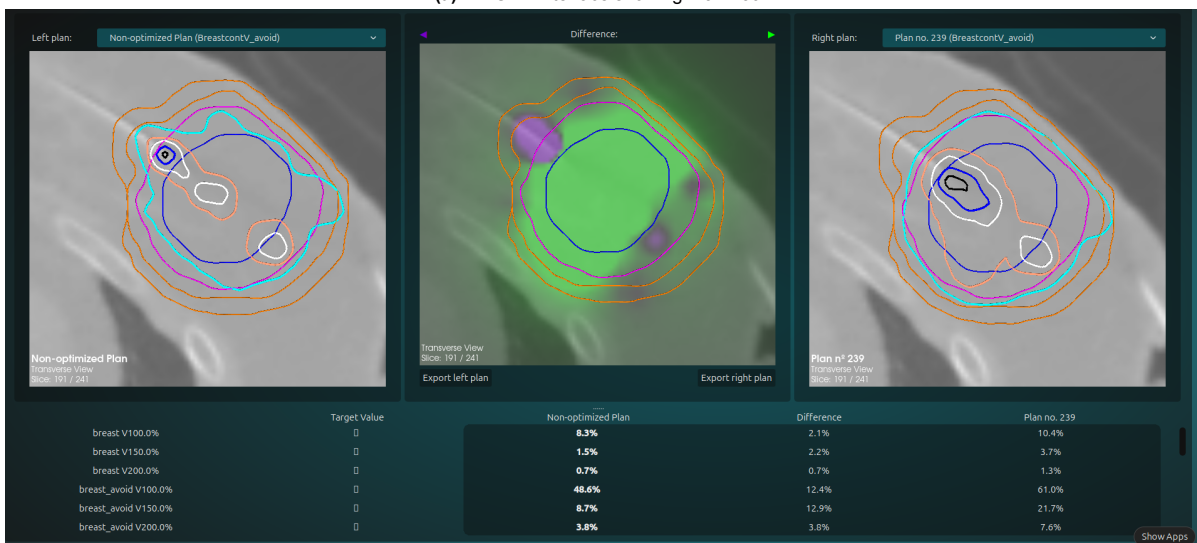 Left plan: Non-optimized Plan (BreastcontV_avoid)
Difference:
Right plan: Plan no. 239 (BreastcontV_avoid)
Non-optimized Plan
Transverse View
Slice: 191 / 241
Transverse View
Slice: 191 / 241
Plan nº 239
Transverse View
Slice: 191 / 241
Export left plan Export right plan
Target Value Non-optimized Plan Difference Plan no. 239
breast V100.0% 8.3% 2.1% 10.4%
breast V150.0% 1.5% 2.2% 3.7%
breast V200.0% 0.7% 0.7% 1.3%
breast_avoid V100.0% 48.6% 12.4% 61.0%
breast_avoid V150.0% 8.7% 12.9% 21.7%
breast_avoid V200.0% 3.8% 3.8% 7.6%
Show Apps